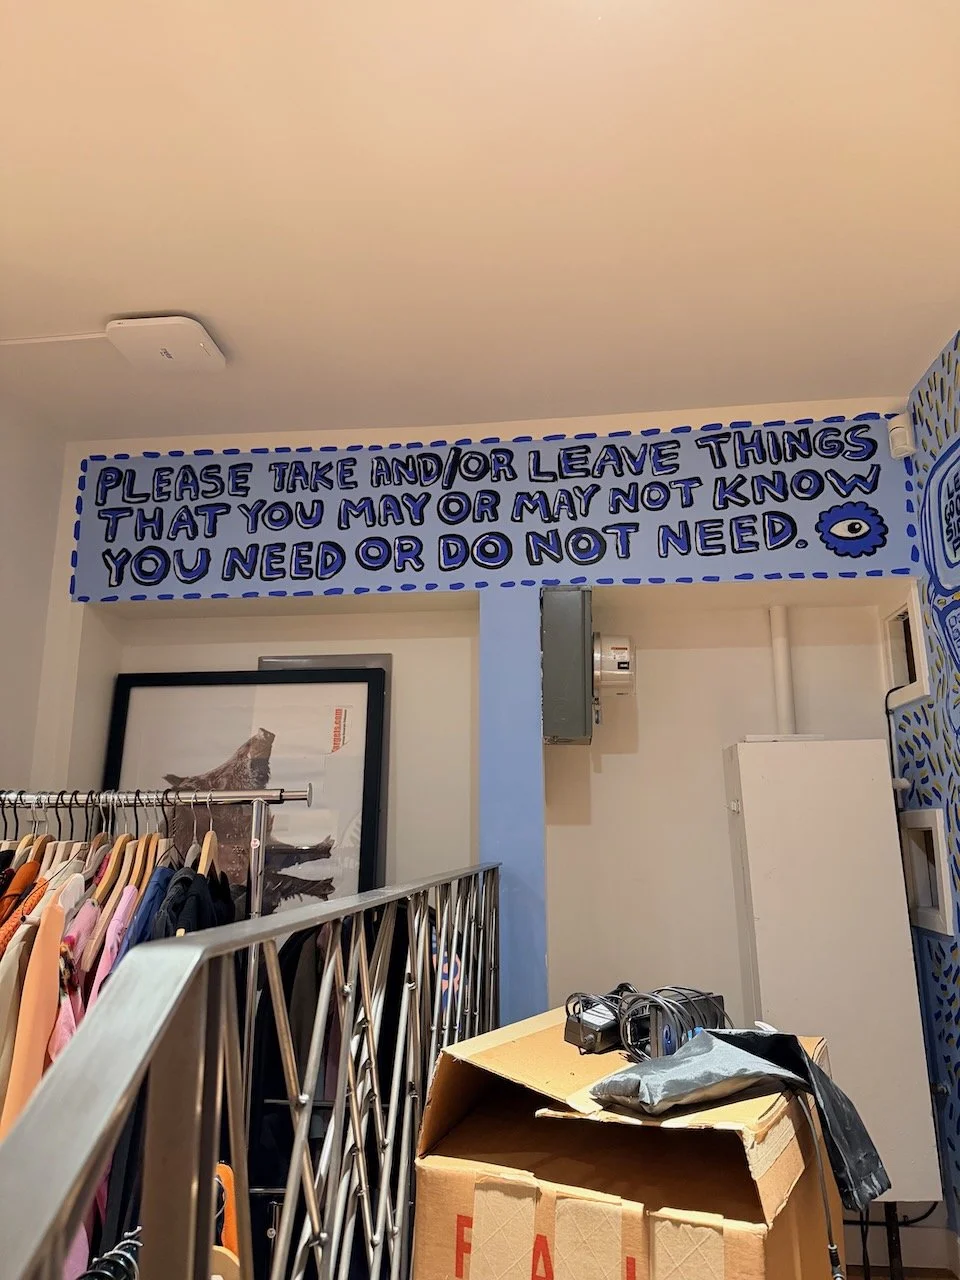 PLEASE TAKE AND/OR LEAVE THINGS
THAT YOU MAY OR MAY NOT KNOW
YOU NEED OR DO NOT NEED.